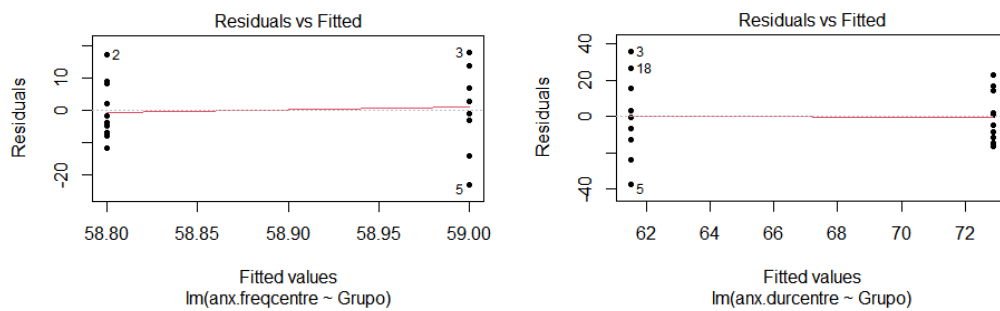 Residuals vs Fitted
Residuals
10
0
-20
2
3
5
58.80 58.85 58.90 58.95 59.00
Fitted values
lm(anx.freqcentre ~ Grupo)
Residuals vs Fitted
Residuals
40
20
0
-40
3
18
5
62 64 66 68 70 72
Fitted values
lm(anx.durcentre ~ Grupo)